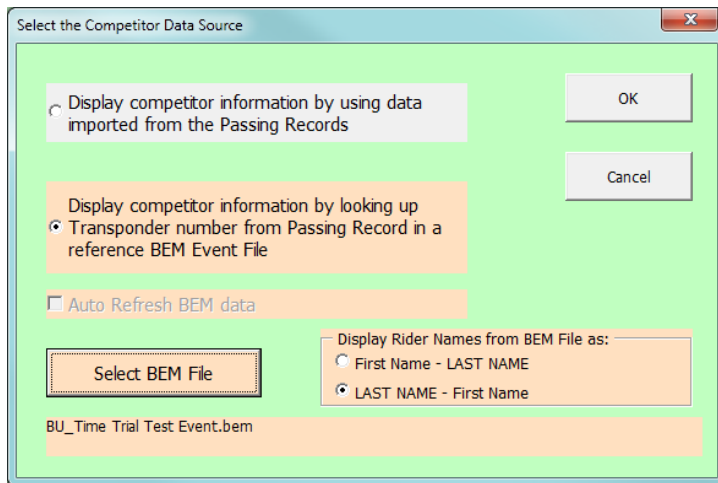 Select the Competitor Data Source
Display competitor information by using data
imported from the Passing Records
OK
Cancel
Display competitor information by looking up
Transponder number from Passing Record in a
reference BEM Event File
Auto Refresh BEM data
Select BEM File
Display Rider Names from BEM File as:
First Name - LAST NAME
LAST NAME - First Name
BU_Time Trial Test Event.bem